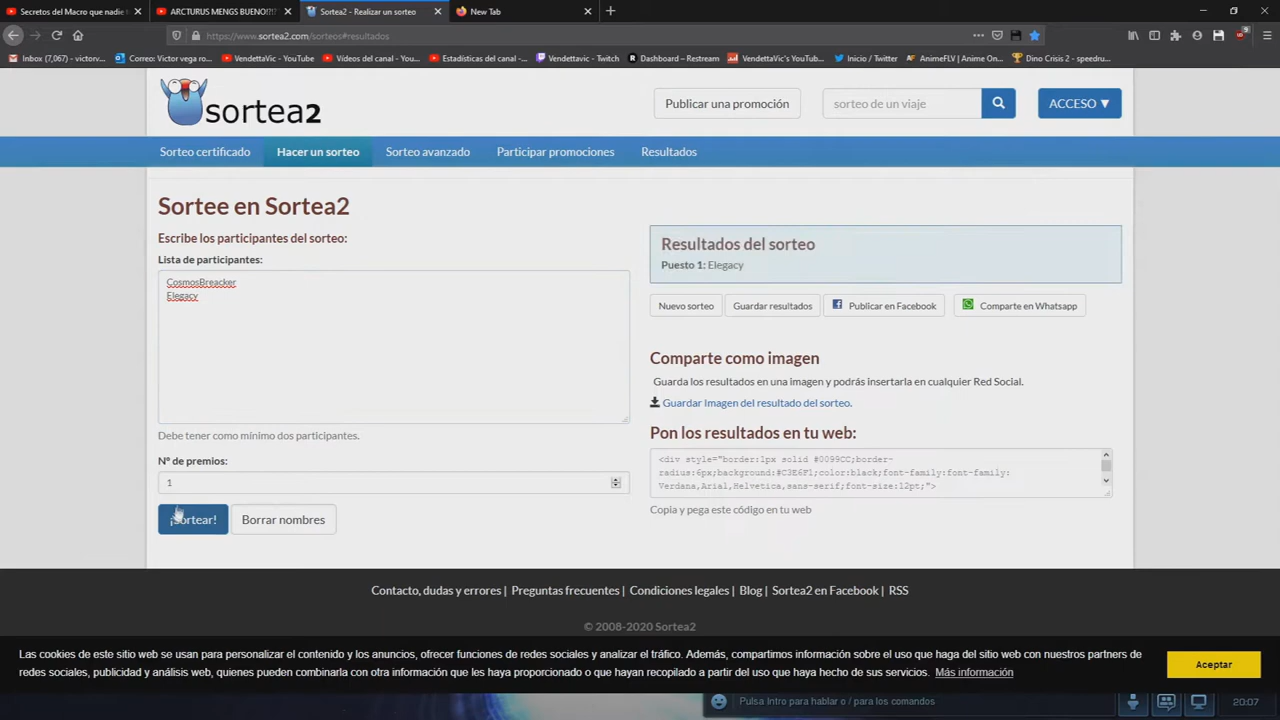 Secretos del Macro que nadie t
ARCTURUS MENGS BUENO!?!?
Sortea2 - Realizar un sorteo
New Tab
https://www.sortea2.com/sorteos#resultados
Inbox (7,067) - victorv...
Correo: Victor vega ro...
VendettaVic - YouTube
Vídeos del canal - You...
Estadísticas del canal -...
Vendettavic - Twitch
Dashboard – Restream
VendettaVic's YouTub...
Inicio / Twitter
AnimeFLV (Anime On...
Dino Crisis 2 - speedru...
sortea2
Publicar una promoción
sorteo de un viaje
ACCESO ▼
Sorteo certificado
Hacer un sorteo
Sorteo avanzado
Participar promociones
Resultados
Sortee en Sortea2
Escribe los participantes del sorteo:
Lista de participantes:
CosmosBreacker
Elegacy
Debe tener como mínimo dos participantes.
Nº de premios:
1
¡Sortear!
Borrar nombres
Resultados del sorteo
Puesto 1: Elegacy
Nuevo sorteo
Guardar resultados
Publicar en Facebook
Comparte en Whatsapp
Comparte como imagen
Guarda los resultados en una imagen y podrás insertarla en cualquier Red Social.
Guardar Imagen del resultado del sorteo.
Pon los resultados en tu web:
<div style="border:1px solid #0099CC;border-
radius:6px;background:#C3E6F1;color:black;font-family:font-family:
Verdana,Arial,Helvetica,sans-serif;font-size:12pt;">
Copia y pega este código en tu web
Contacto, dudas y errores | Preguntas frecuentes | Condiciones legales | Blog | Sortea2 en Facebook | RSS
© 2008-2020 Sortea2
Las cookies de este sitio web se usan para personalizar el contenido y los anuncios, ofrecer funciones de redes sociales y analizar el tráfico. Además, compartimos información sobre el uso que haga del sitio web con nuestros partners de
redes sociales, publicidad y análisis web, quienes pueden combinarla con otra información que les haya proporcionado o que hayan recopilado a partir del uso que haya hecho de sus servicios. Más información
Aceptar
Pulsa Intro para hablar o / para los comandos
20:07